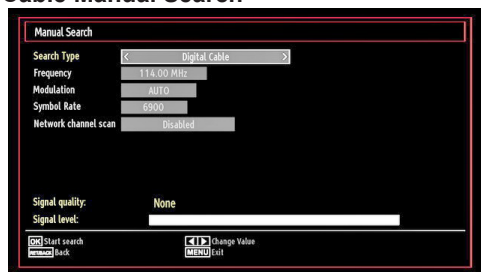 Cable Manual Search
Manual Search
Search Type < Digital Cable >
Frequency 114.00 MHz
Modulation AUTO
Symbol Rate 6900
Network channel scan Disabled
Signal quality: None
Signal level:
OK Start search Change Value
Back MENU Exit